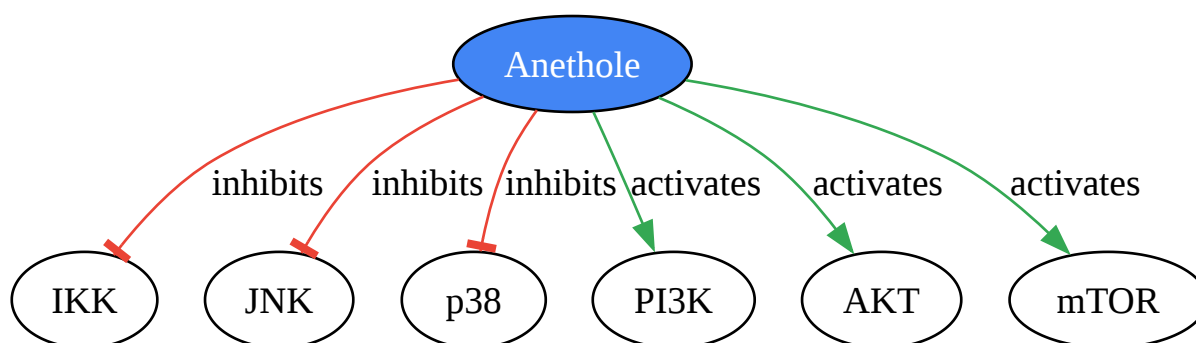 Anethole
inhibits inhibits inhibits activates activates activates
IKK JNK p38 PI3K AKT mTOR